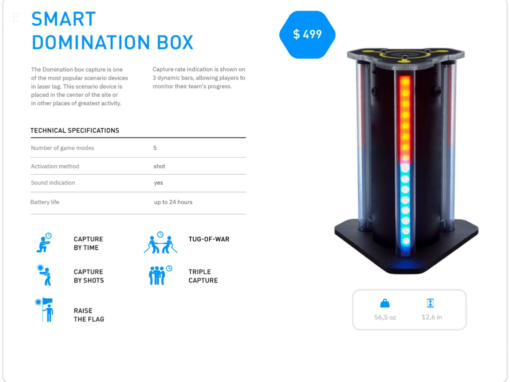 SMART
DOMINATION BOX
$ 499
The Domination box capture is one
of the most popular scenario devices
in laser tag. This scenario device is
placed in the center of the site or
in other places of greatest activity.
Capture rate indication is shown on
3 dynamic bars, allowing players to
monitor their team's progress.
TECHNICAL SPECIFICATIONS
Number of game modes 5
Activation method shot
Sound indication yes
Battery life up to 24 hours
CAPTURE
BY TIME
TUG-OF-WAR
CAPTURE
BY SHOTS
TRIPLE
CAPTURE
RAISE
THE FLAG
56,5 oz 12,6 in